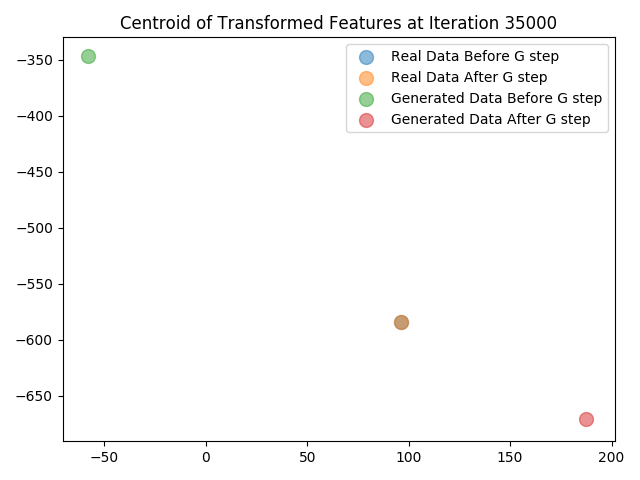 Centroid of Transformed Features at Iteration 35000
Real Data Before G step
Real Data After G step
Generated Data Before G step
Generated Data After G step
−350
−400
−450
−500
−550
−600
−650
−50
0
50
100
150
200